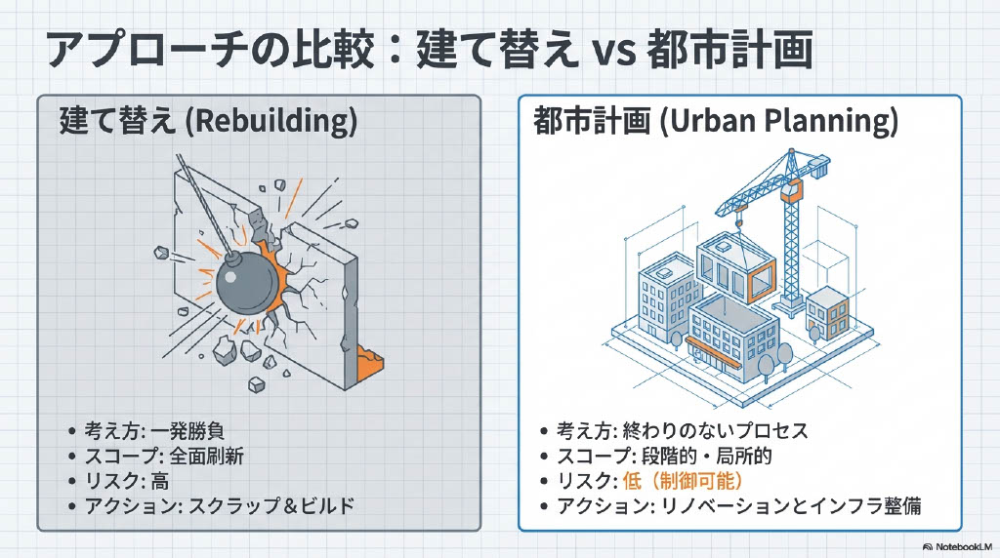 アプローチの比較：建て替え vs 都市計画
建て替え (Rebuilding)
• 考え方: 一発勝負
• スコープ: 全面刷新
• リスク: 高
• アクション: スクラップ＆ビルド
都市計画 (Urban Planning)
• 考え方: 終わりのないプロセス
• スコープ: 段階的・局所的
• リスク: 低（制御可能）
• アクション: リノベーションとインフラ整備
NotebookLM